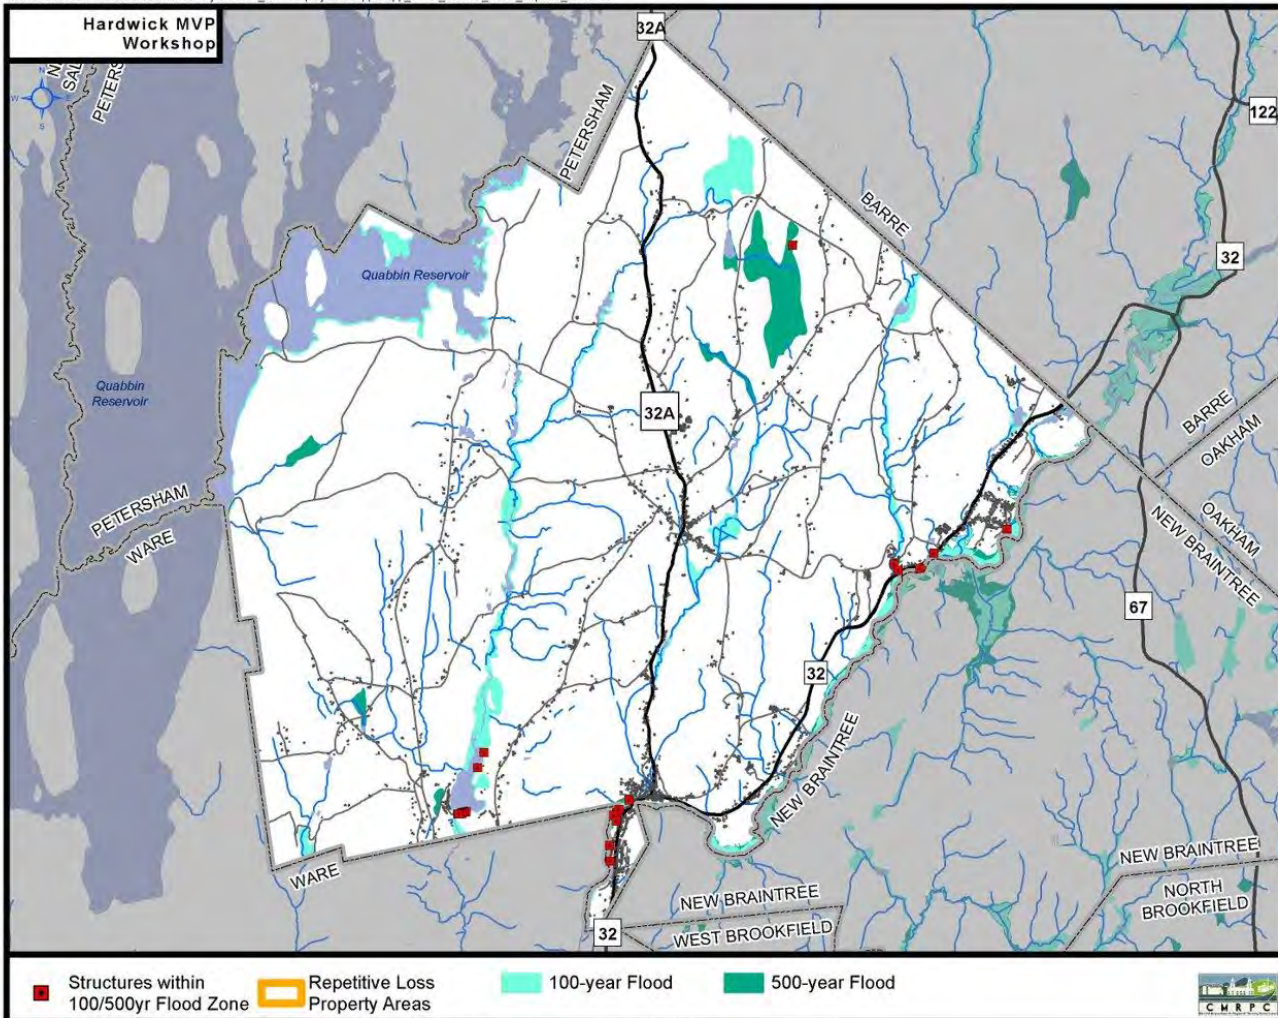 Hardwick MVP
Workshop
32A
N
W
E
S
PETERSHAM
122
BARRE
32
Quabbin Reservoir
Quabbin
Reservoir
32A
BARRE
OAKHAM
PETERSHAM
WARE
OAKHAM
NEW BRAINTREE
67
32
NEW BRAINTREE
WARE
NEW BRAINTREE
NEW BRAINTREE
NORTH
BROOKFIELD
32
WEST BROOKFIELD
Structures within
100/500yr Flood Zone
Repetitive Loss
Property Areas
100-year Flood
500-year Flood
CMRPC